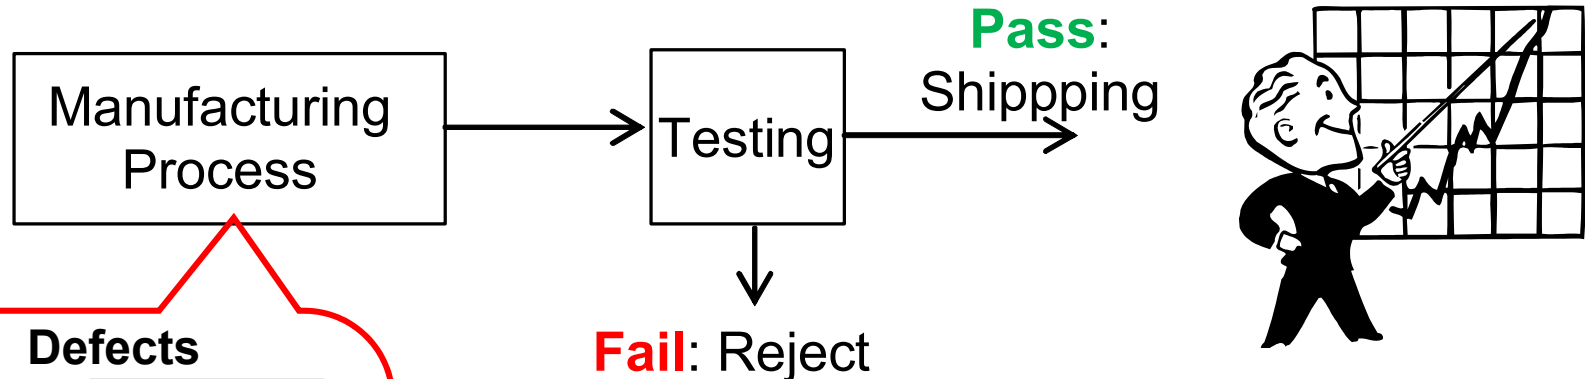 Manufacturing
Process
Testing
Pass:
Shippping
Fail: Reject
Defects